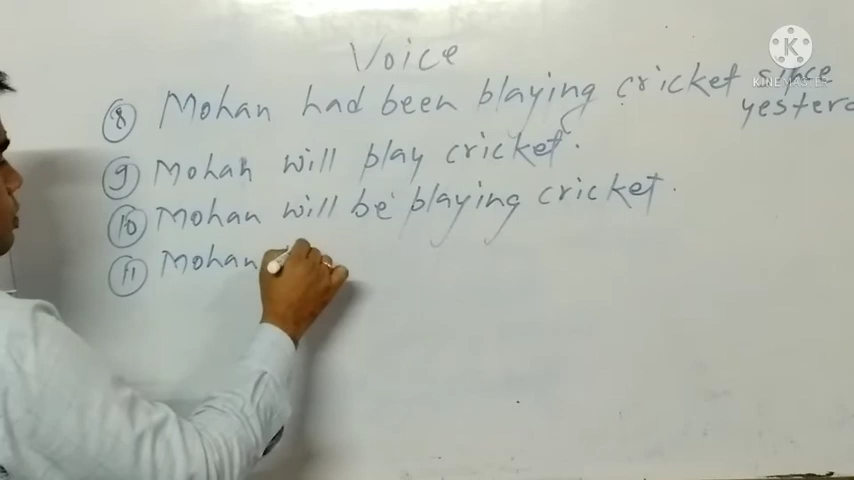 Voice
K
KINEMASTER
8 Mohan had been playing cricket since
yesterd
9 Mohan will play cricket.
10 Mohan will be playing cricket.
11 Mohan